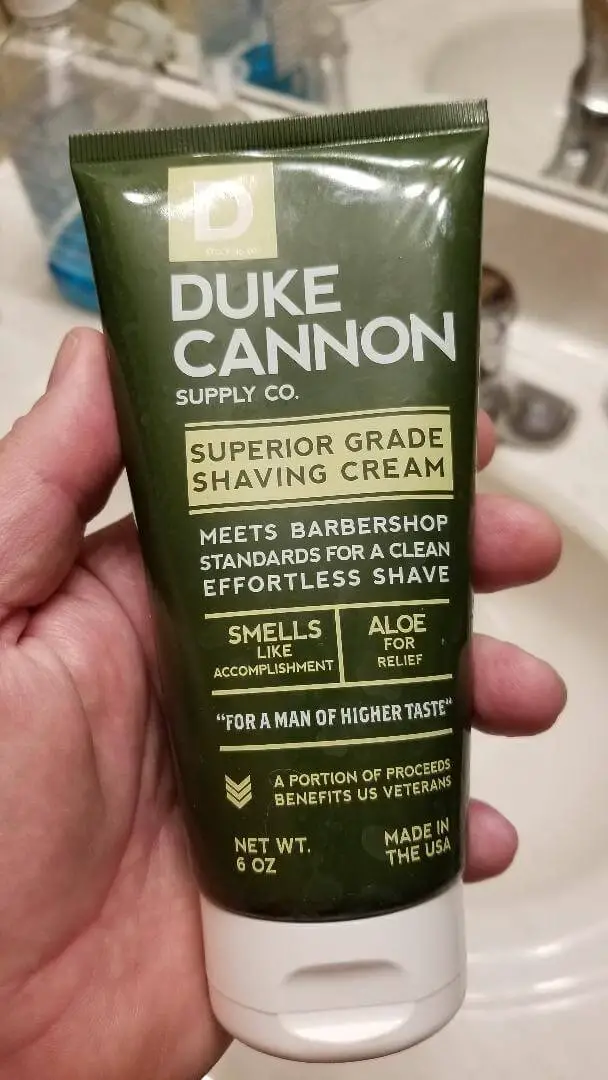 D
DUKE
CANNON
SUPPLY CO.
SUPERIOR GRADE
SHAVING CREAM
MEETS BARBERSHOP
STANDARDS FOR A CLEAN
EFFORTLESS SHAVE
SMELLS
LIKE
ACCOMPLISHMENT
ALOE
FOR
RELIEF
"FOR A MAN OF HIGHER TASTE"
A PORTION OF PROCEEDS
BENEFITS US VETERANS
NET WT.
6 OZ
MADE IN
THE USA